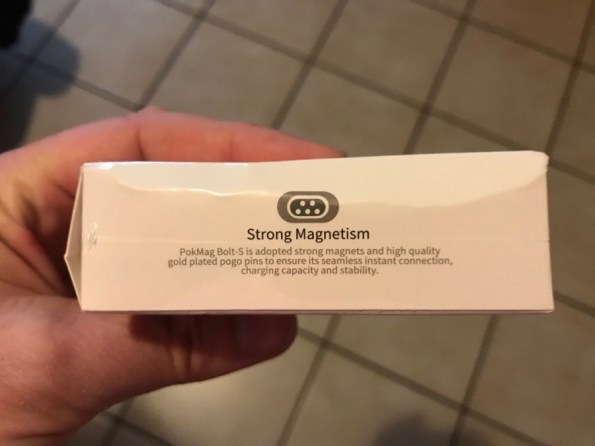 Strong Magnetism
PokMag Bolt-S is adopted strong magnets and high quality
gold plated pogo pins to ensure its seamless instant connection,
charging capacity and stability.